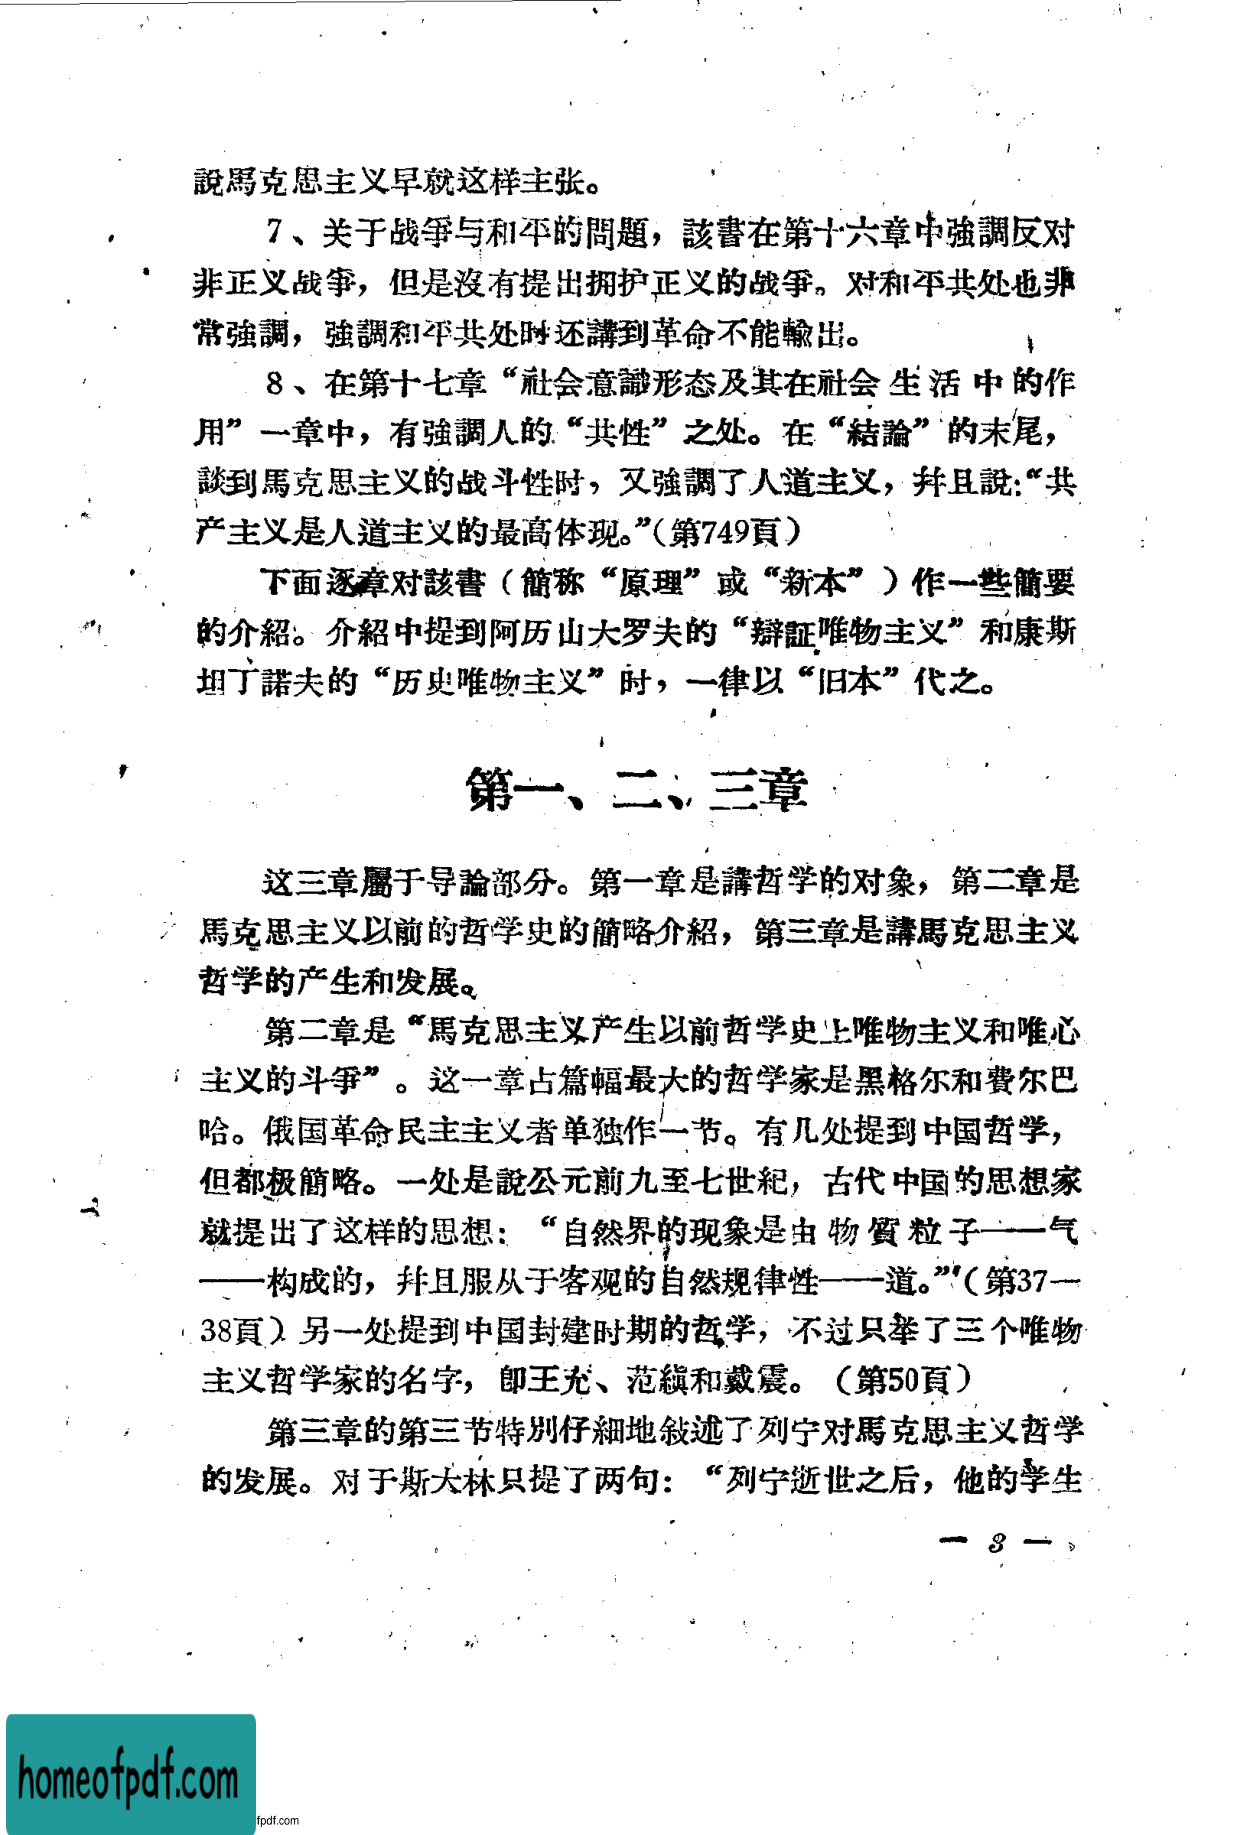 說馬克思主义早就这样主张。
7、关于战爭与和平的問題，該書在第十六章中強調反对
非正义战爭，但是沒有提出拥护正义的战爭。对和平共处也非
常強調，強調和平共处时还講到革命不能輸出。
8、在第十七章“社会意識形态及其在社会生活中的作
用”一章中，有強調人的“共性”之处。在“結論”的末尾，
談到馬克思主义的战斗性时，又強調了人道主义，幷且說：“共
产主义是人道主义的最高体现。”（第749頁）
下面逐章对該書（簡称“原理”或“新本”）作一些簡要
的介紹。介紹中提到阿历山大罗夫的“辯証唯物主义”和康斯
坦丁諾夫的“历史唯物主义”时，一律以“旧本”代之。
第一、二、三章
这三章屬于导論部分。第一章是講哲学的对象，第二章是
馬克思主义以前的哲学史的簡略介紹，第三章是講馬克思主义
哲学的产生和发展。
第二章是“馬克思主义产生以前哲学史上唯物主义和唯心
主义的斗爭”。这一章占篇幅最大的哲学家是黑格尔和費尔巴
哈。俄国革命民主主义者单独作一节。有几处提到中国哲学，
但都极簡略。一处是說公元前九至七世紀，古代中国的思想家
就提出了这样的思想：“自然界的现象是由物質粒子——气
——构成的，幷且服从于客观的自然规律性——道。”（第37—
38頁）另一处提到中国封建时期的哲学，不过只举了三个唯物
主义哲学家的名字，卽王充、范縝和戴震。（第50頁）
第三章的第三节特別仔細地敍述了列宁对馬克思主义哲学
的发展。对于斯大林只提了两句：“列宁逝世之后，他的学生
— 3 —
homeofpdf.com
fpdf.com